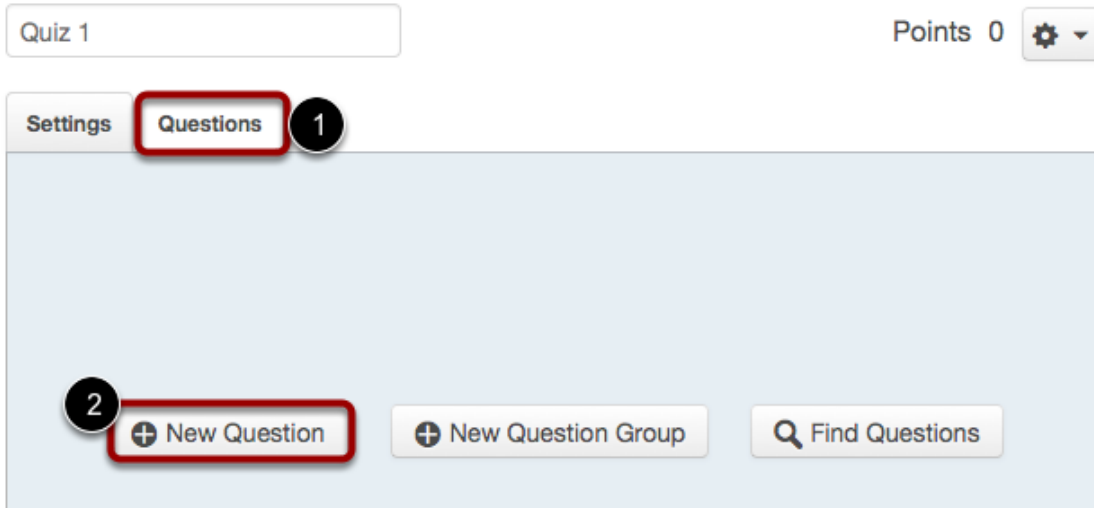 Quiz 1
Points 0
Settings Questions 1
2
New Question New Question Group Find Questions